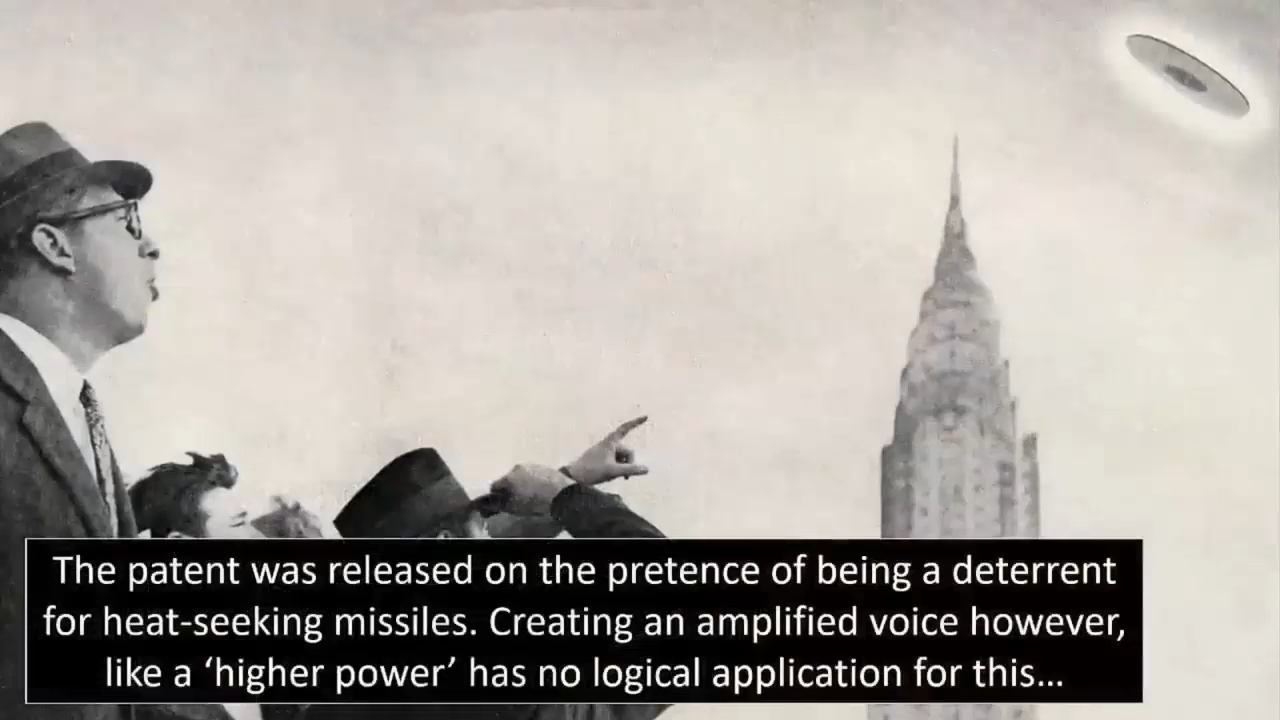 The patent was released on the pretence of being a deterrent
for heat-seeking missiles. Creating an amplified voice however,
like a ‘higher power’ has no logical application for this...